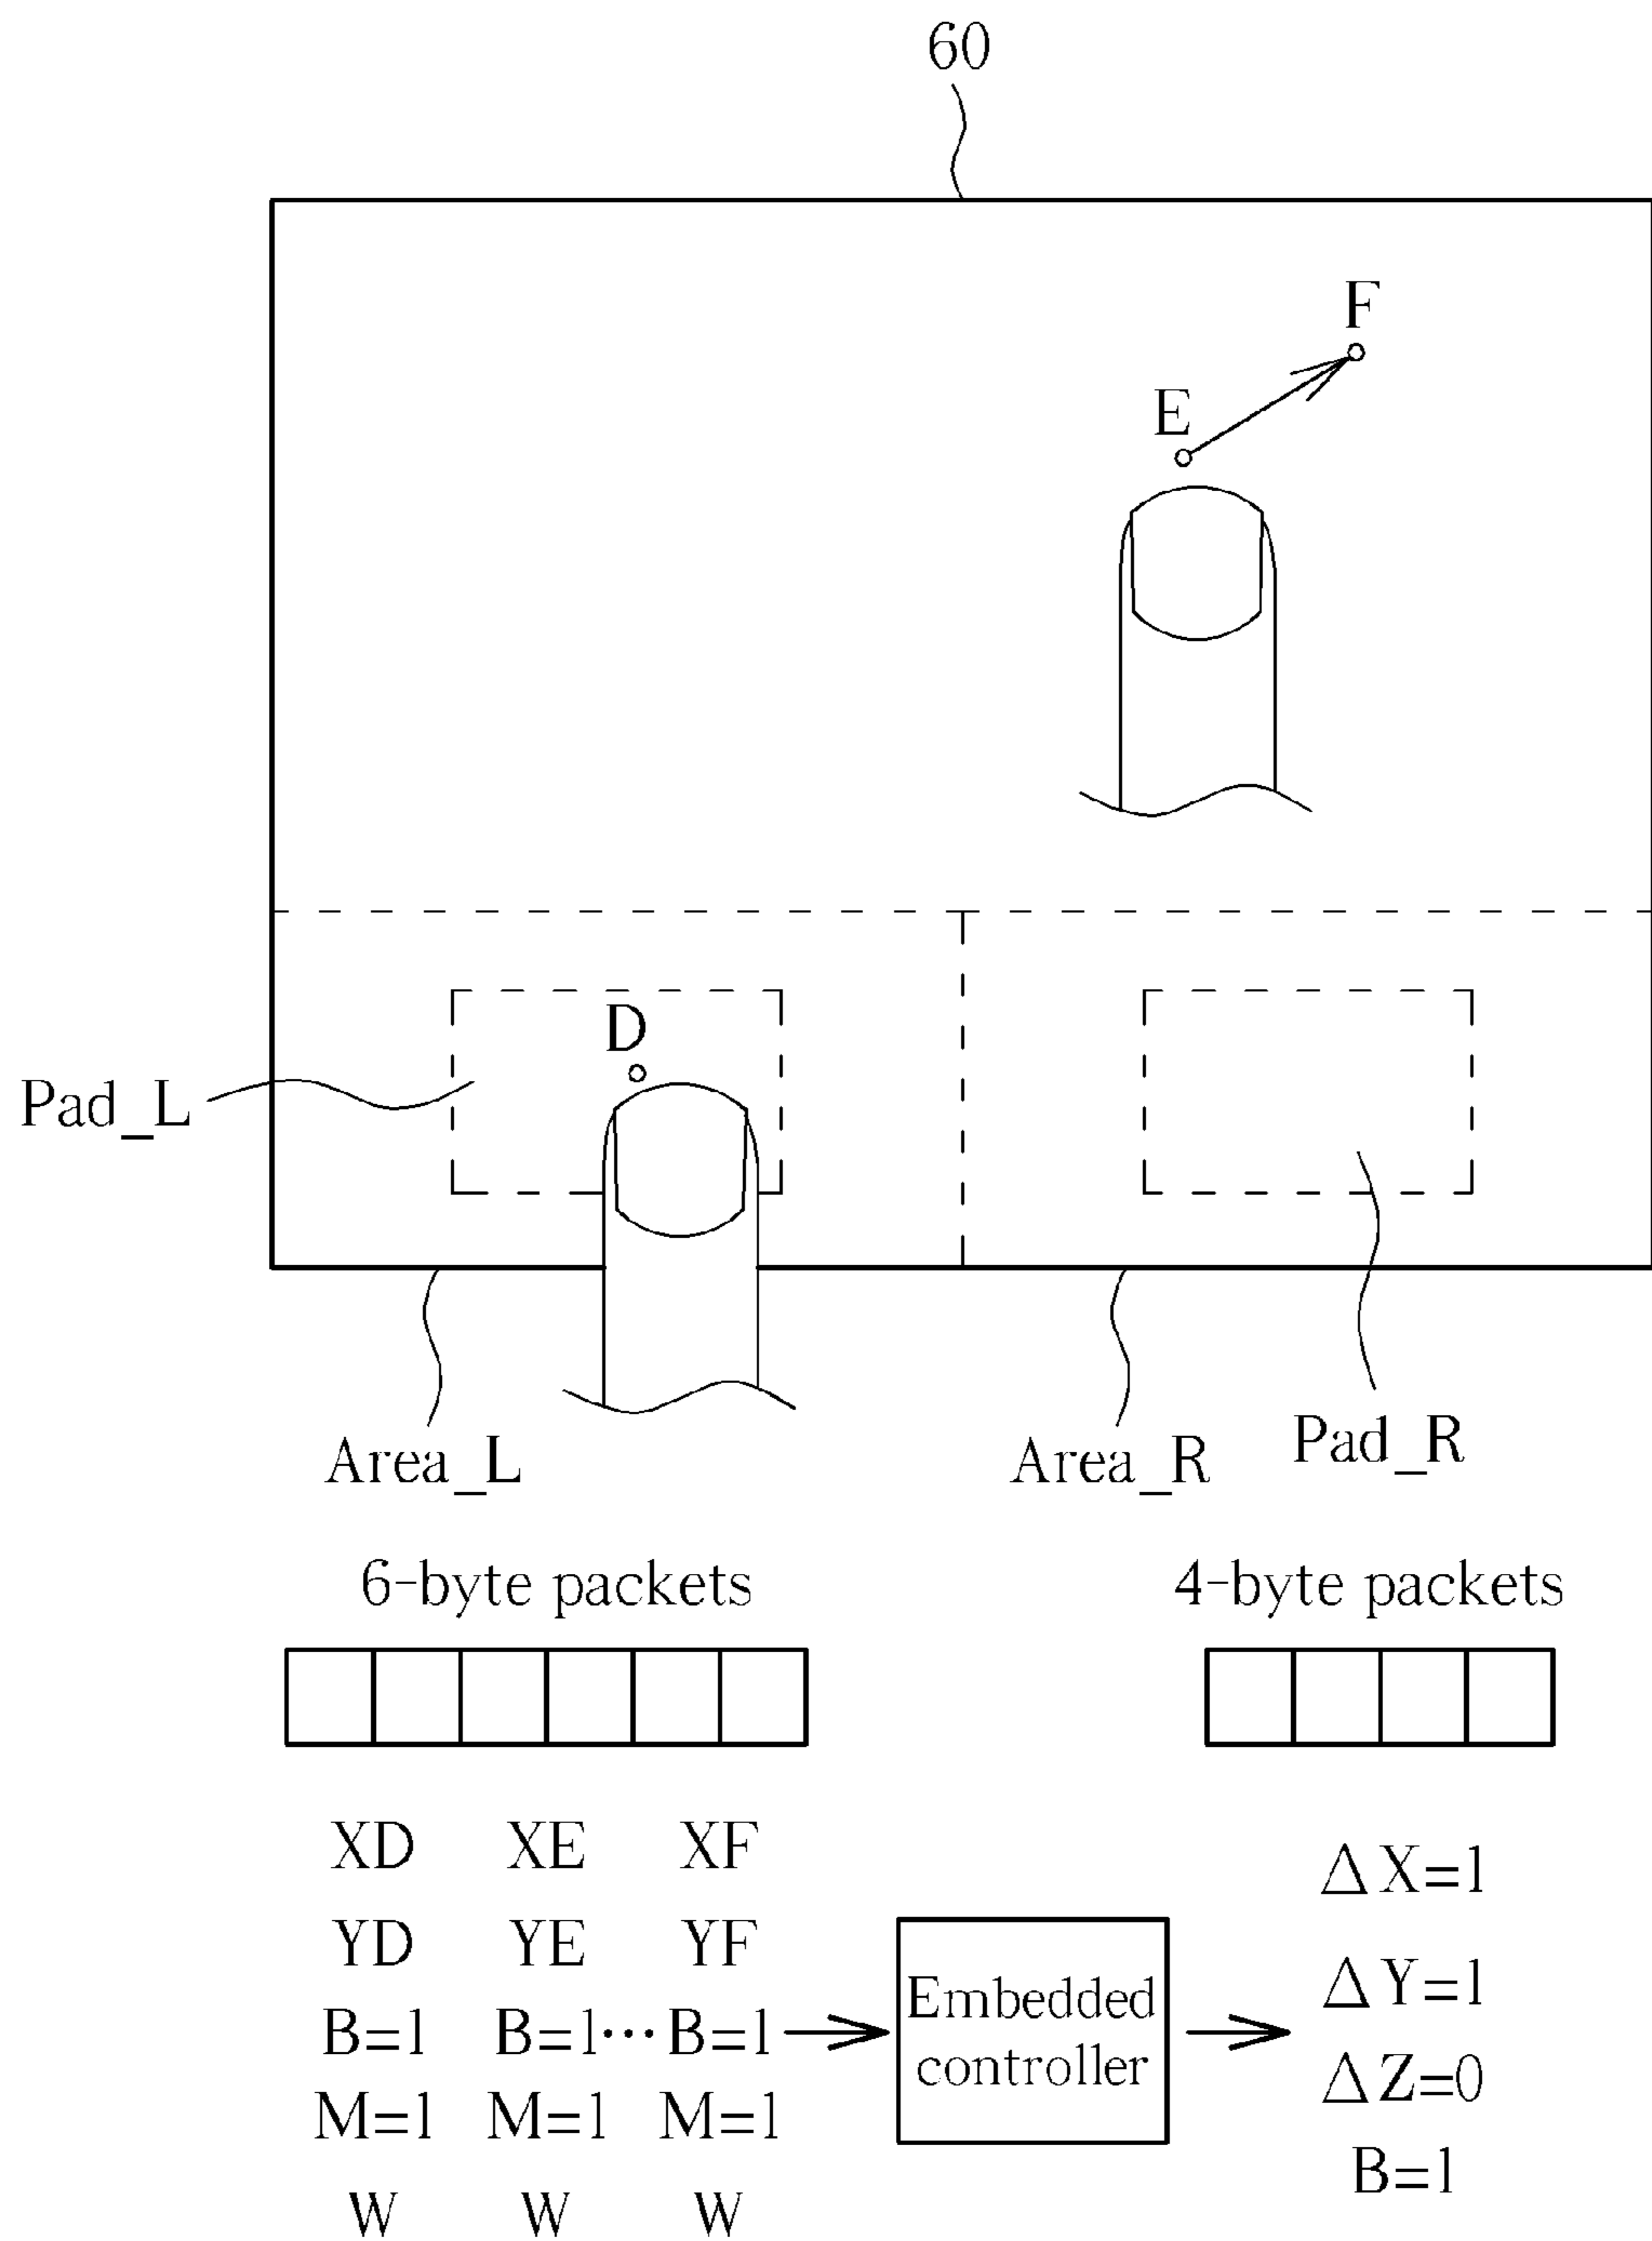 60
F
E
D
Pad_L
Area_L
Area_R
Pad_R
6-byte packets
4-byte packets
XD XE XF
YD YE YF
B=1 B=1 ··· B=1
M=1 M=1 M=1
W W W
Embedded
controller
ΔX=1
ΔY=1
ΔZ=0
B=1